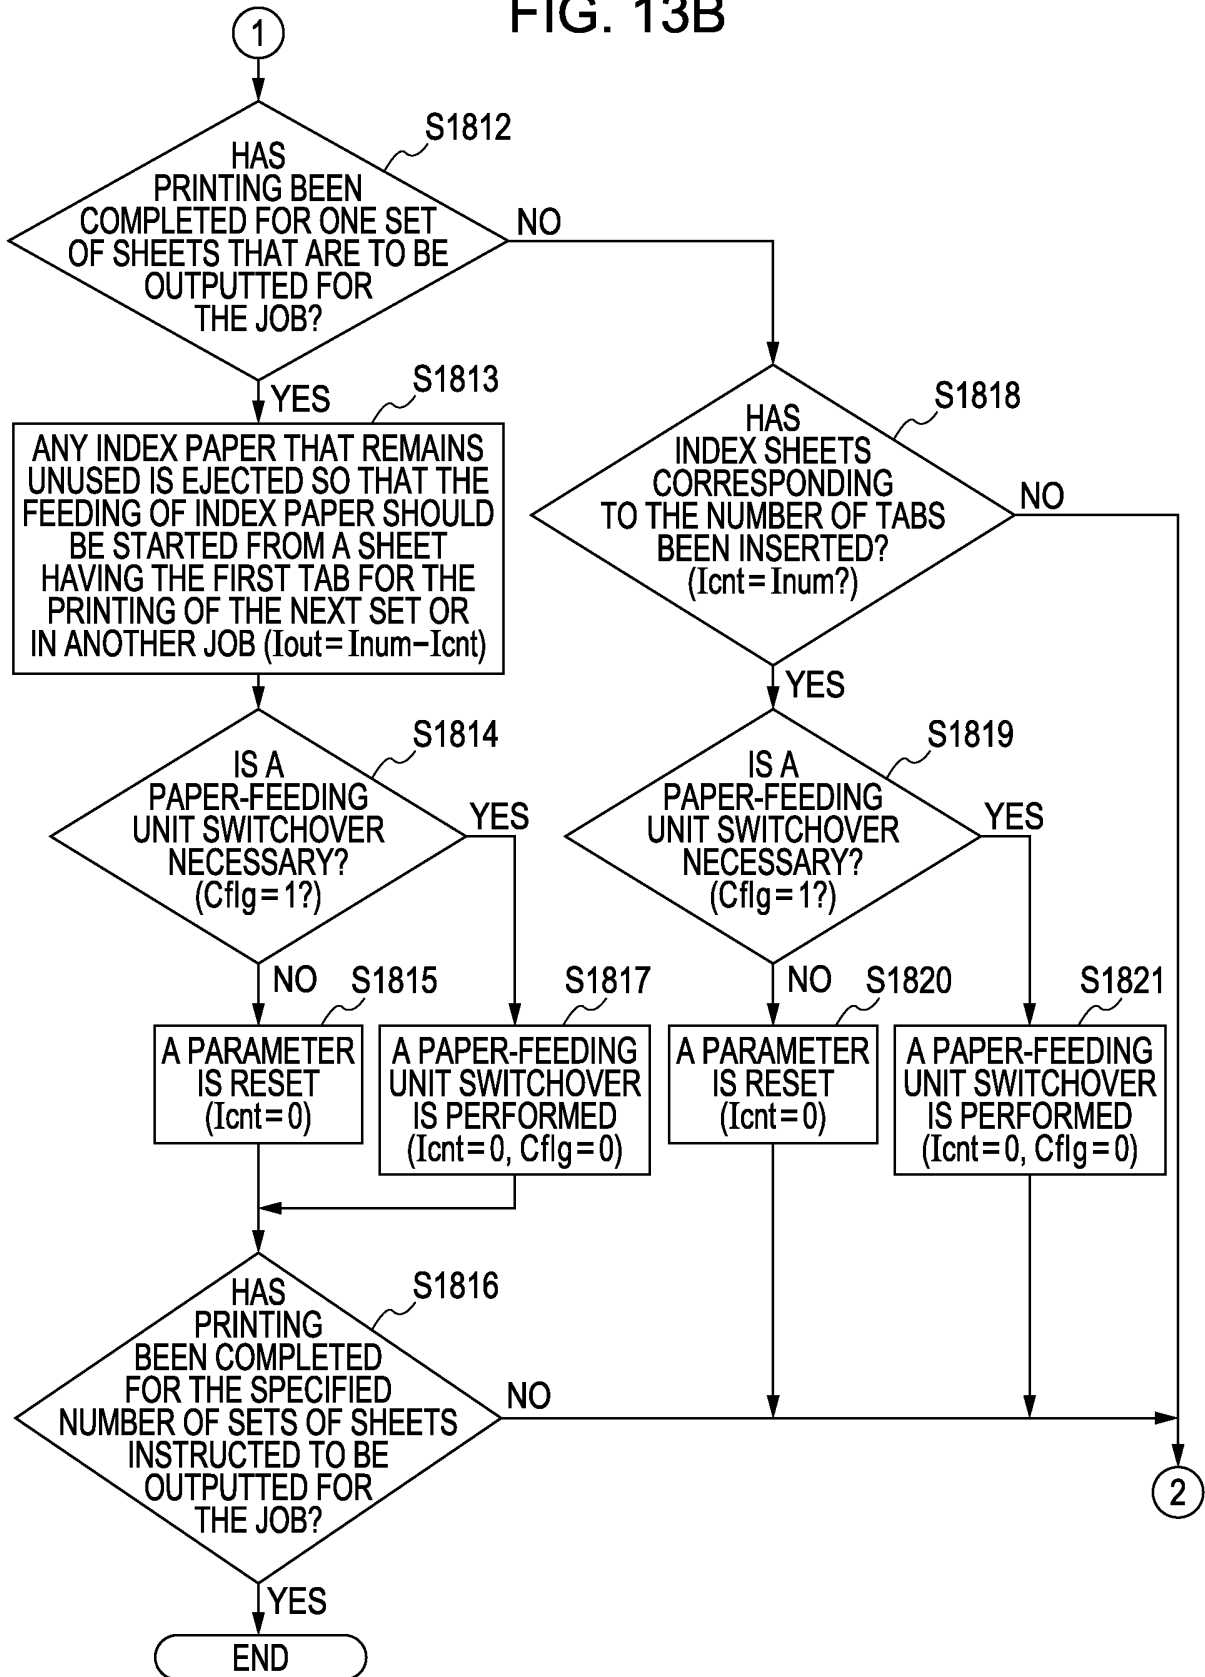 FIG. 13B
1
S1812
HAS
PRINTING BEEN
COMPLETED FOR ONE SET
OF SHEETS THAT ARE TO BE
OUTPUTTED FOR
THE JOB?
NO
YES
S1813
ANY INDEX PAPER THAT REMAINS
UNUSED IS EJECTED SO THAT THE
FEEDING OF INDEX PAPER SHOULD
BE STARTED FROM A SHEET
HAVING THE FIRST TAB FOR THE
PRINTING OF THE NEXT SET OR
IN ANOTHER JOB (Iout = Inum−Icnt)
S1818
HAS
INDEX SHEETS
CORRESPONDING
TO THE NUMBER OF TABS
BEEN INSERTED?
(Icnt = Inum?)
NO
YES
S1814
IS A
PAPER-FEEDING
UNIT SWITCHOVER
NECESSARY?
(Cflg = 1?)
YES
NO
S1819
IS A
PAPER-FEEDING
UNIT SWITCHOVER
NECESSARY?
(Cflg = 1?)
YES
NO
S1815
A PARAMETER
IS RESET
(Icnt = 0)
S1817
A PAPER-FEEDING
UNIT SWITCHOVER
IS PERFORMED
(Icnt = 0, Cflg = 0)
S1820
A PARAMETER
IS RESET
(Icnt = 0)
S1821
A PAPER-FEEDING
UNIT SWITCHOVER
IS PERFORMED
(Icnt = 0, Cflg = 0)
S1816
HAS
PRINTING
BEEN COMPLETED
FOR THE SPECIFIED
NUMBER OF SETS OF SHEETS
INSTRUCTED TO BE
OUTPUTTED FOR
THE JOB?
NO
2
YES
END